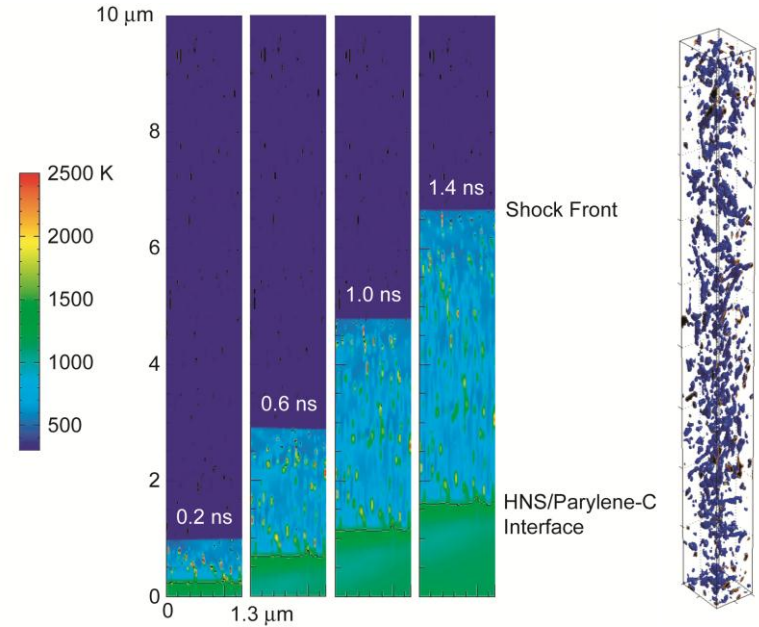 10 μm
8
6
4
2
0
0
1.3 μm
2500 K
2000
1500
1000
500
0.2 ns
0.6 ns
1.0 ns
1.4 ns
Shock Front
HNS/Parylene-C
Interface